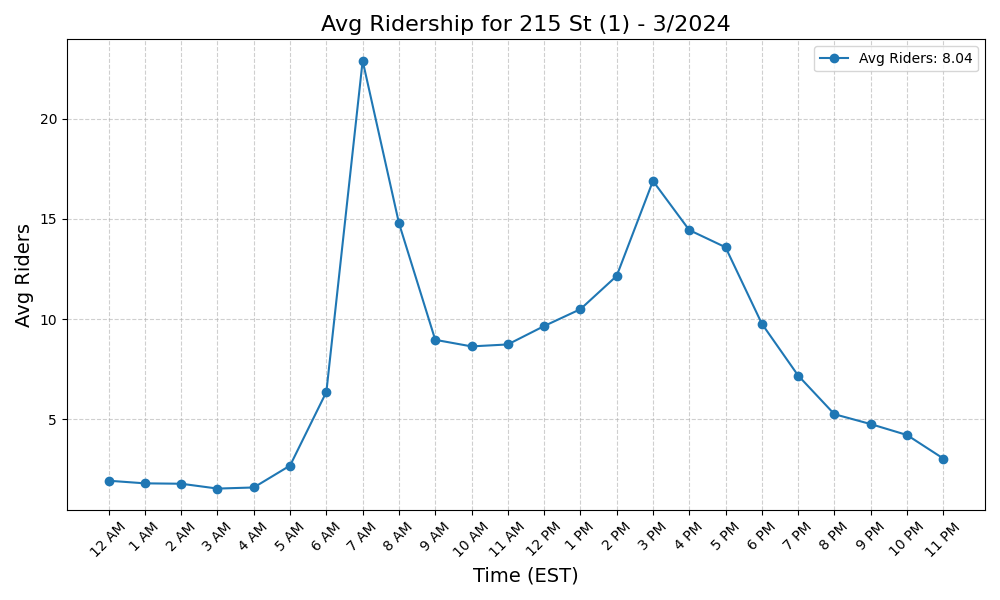 Avg Ridership for 215 St (1) - 3/2024
Avg Riders: 8.04
Avg Riders
20
15
10
5
12 AM 1 AM 2 AM 3 AM 4 AM 5 AM 6 AM 7 AM 8 AM 9 AM 10 AM 11 AM 12 PM 1 PM 2 PM 3 PM 4 PM 5 PM 6 PM 7 PM 8 PM 9 PM 10 PM 11 PM
Time (EST)